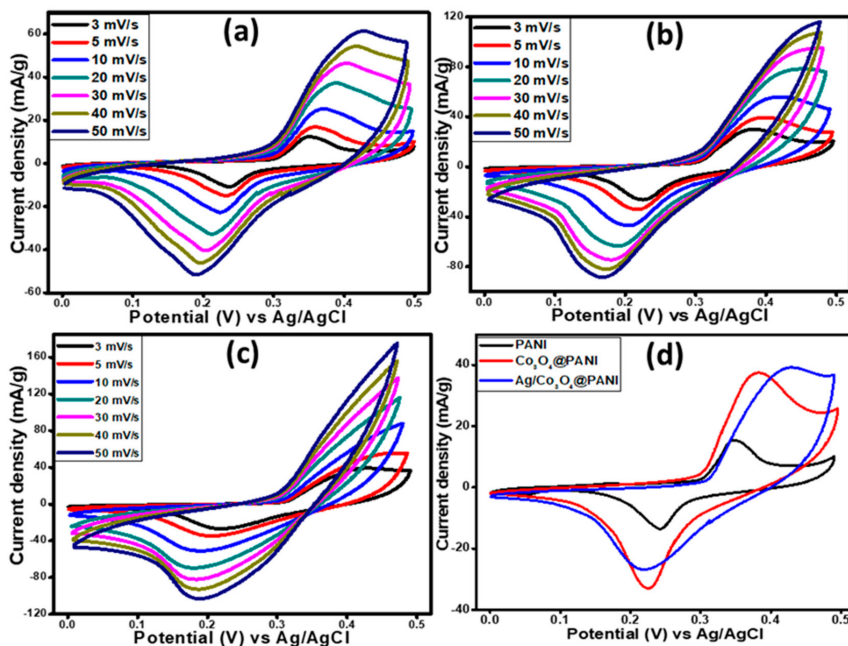 (a)
3 mV/s
5 mV/s
10 mV/s
20 mV/s
30 mV/s
40 mV/s
50 mV/s
Current density (mA/g)
60
40
20
0
-20
-40
-60
0.0 0.1 0.2 0.3 0.4 0.5
Potential (V) vs Ag/AgCl
(b)
3 mV/s
5 mV/s
10 mV/s
20 mV/s
30 mV/s
40 mV/s
50 mV/s
Current density (mA/g)
120
80
40
0
-40
-80
0.0 0.1 0.2 0.3 0.4 0.5
Potential (V) vs Ag/AgCl
(c)
3 mV/s
5 mV/s
10 mV/s
20 mV/s
30 mV/s
40 mV/s
50 mV/s
Current density (mA/g)
160
120
80
40
0
-40
-80
-120
0.0 0.1 0.2 0.3 0.4 0.5
Potential (V) vs Ag/AgCl
(d)
PANI
Co₃O₄@PANI
Ag/Co₃O₄@PANI
Current density (mA/g)
40
20
0
-20
-40
0.0 0.1 0.2 0.3 0.4 0.5
Potential (V) vs Ag/AgCl